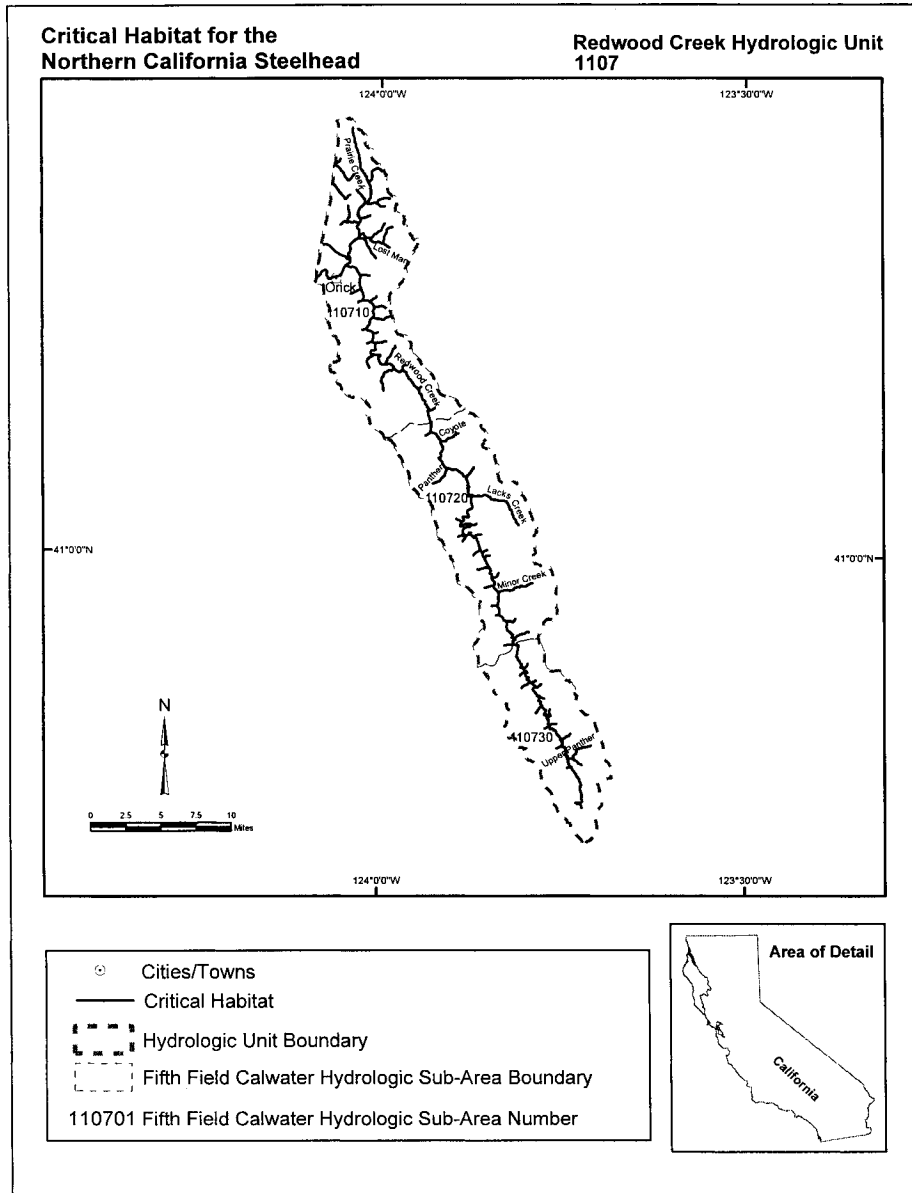 Critical Habitat for the
Northern California Steelhead
Redwood Creek Hydrologic Unit
1107
124°0'0"W
123°30'0"W
Prairie Creek
Lost Man
Orick
110710
Redwood Creek
Coyote
Panther
110720
Lacks Creek
41°0'0"N
41°0'0"N
Minor Creek
N
110730
Upper Panther
0 2.5 5 7.5 10
Miles
124°0'0"W
123°30'0"W
Cities/Towns
Critical Habitat
Hydrologic Unit Boundary
Fifth Field Calwater Hydrologic Sub-Area Boundary
110701 Fifth Field Calwater Hydrologic Sub-Area Number
Area of Detail
California